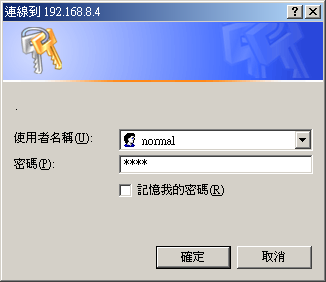 連線到 192.168.8.4
.
使用者名稱(U):
normal
密碼(P):
****
記憶我的密碼(R)
確定
取消